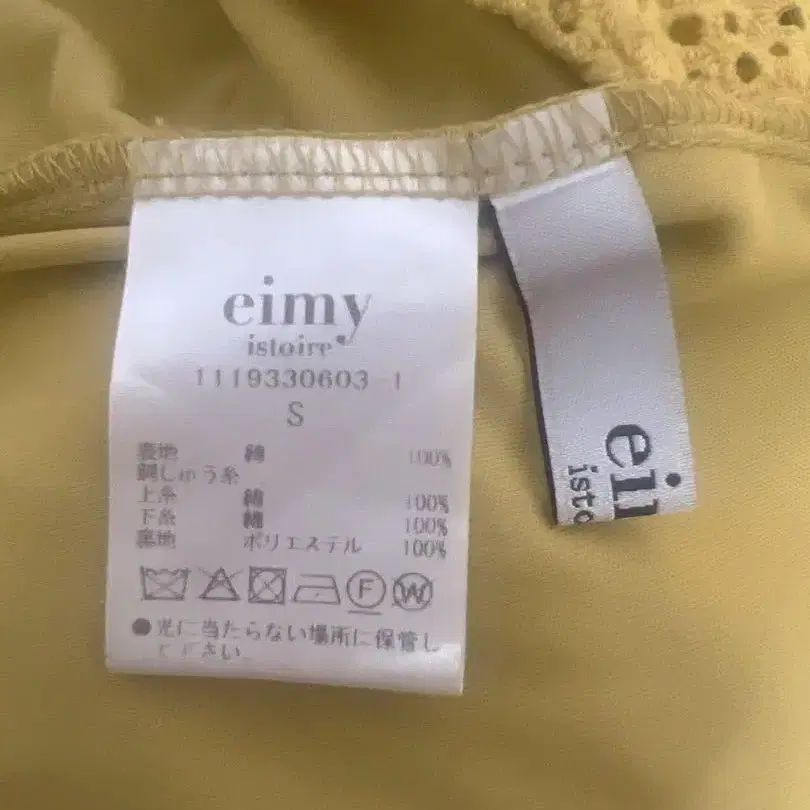 eimy
istoire
1119330603-1
S
表地 綿 100%
刺しゅう糸
上糸 綿 100%
下糸 綿 100%
裏地 ポリエステル 100%
F W
●光に当たらない場所に保管し
てください。
ei
isto